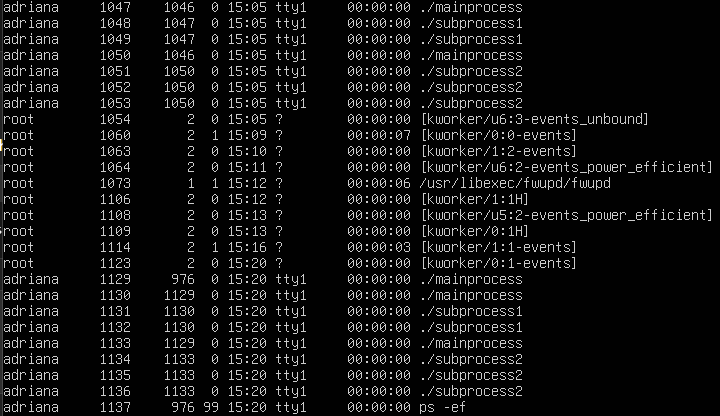 adriana     1047    1046  0 15:05 tty1     00:00:00 ./mainprocess
adriana     1048    1047  0 15:05 tty1     00:00:00 ./subprocess1
adriana     1049    1047  0 15:05 tty1     00:00:00 ./subprocess1
adriana     1050    1046  0 15:05 tty1     00:00:00 ./mainprocess
adriana     1051    1050  0 15:05 tty1     00:00:00 ./subprocess2
adriana     1052    1050  0 15:05 tty1     00:00:00 ./subprocess2
adriana     1053    1050  0 15:05 tty1     00:00:00 ./subprocess2
root        1054       2  0 15:05 ?        00:00:00 [kworker/u6:3-events_unbound]
root        1060       2  1 15:09 ?        00:00:07 [kworker/0:0-events]
root        1063       2  0 15:10 ?        00:00:00 [kworker/1:2-events]
root        1064       2  0 15:11 ?        00:00:00 [kworker/u6:2-events_power_efficient]
root        1073       1  1 15:12 ?        00:00:06 /usr/libexec/fwupd/fwupd
root        1106       2  0 15:12 ?        00:00:00 [kworker/1:1H]
root        1108       2  0 15:13 ?        00:00:00 [kworker/u5:2-events_power_efficient]
root        1109       2  0 15:13 ?        00:00:00 [kworker/0:1H]
root        1114       2  1 15:16 ?        00:00:03 [kworker/1:1-events]
root        1123       2  0 15:20 ?        00:00:00 [kworker/0:1-events]
adriana     1129     976  0 15:20 tty1     00:00:00 ./mainprocess
adriana     1130    1129  0 15:20 tty1     00:00:00 ./mainprocess
adriana     1131    1130  0 15:20 tty1     00:00:00 ./subprocess1
adriana     1132    1130  0 15:20 tty1     00:00:00 ./subprocess1
adriana     1133    1129  0 15:20 tty1     00:00:00 ./mainprocess
adriana     1134    1133  0 15:20 tty1     00:00:00 ./subprocess2
adriana     1135    1133  0 15:20 tty1     00:00:00 ./subprocess2
adriana     1136    1133  0 15:20 tty1     00:00:00 ./subprocess2
adriana     1137     976 99 15:20 tty1     00:00:00 ps -ef